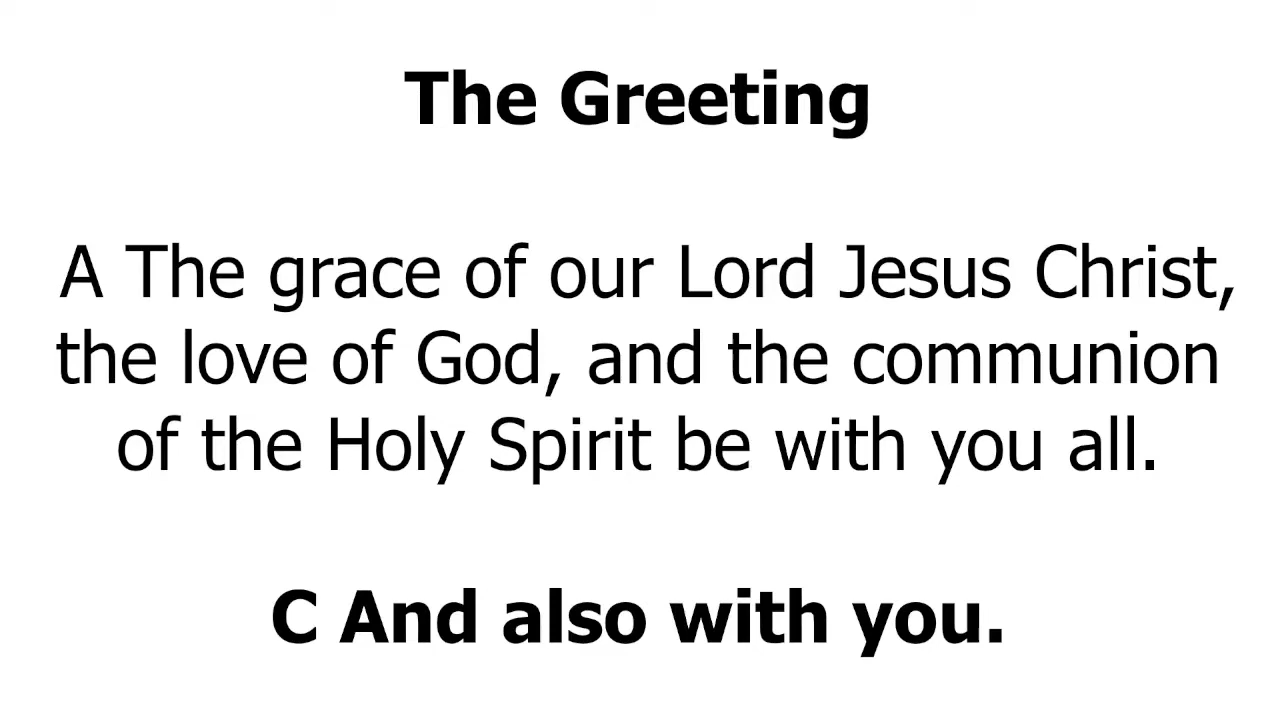 The Greeting
A The grace of our Lord Jesus Christ,
the love of God, and the communion
of the Holy Spirit be with you all.
C And also with you.